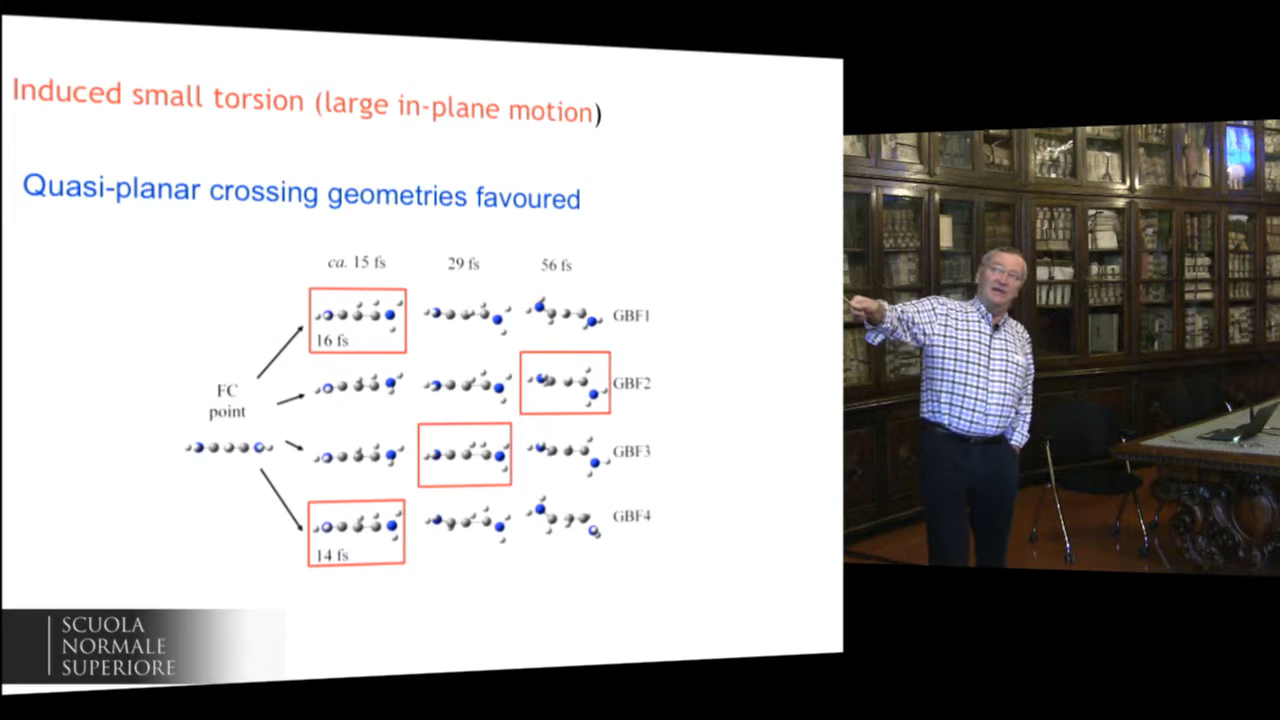 Induced small torsion (large in-plane motion)
Quasi-planar crossing geometries favoured
ca. 15 fs 29 fs 56 fs
GBF1
16 fs
GBF2
FC
point
GBF3
GBF4
14 fs
SCUOLA
NORMALE
SUPERIORE